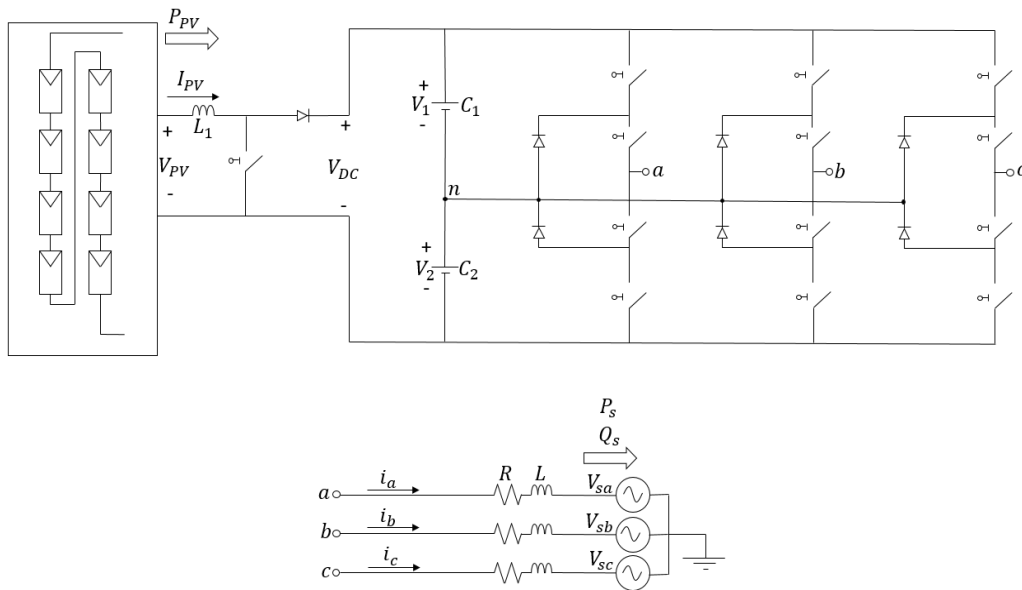 P_PV
I_PV
L_1
+
V_PV
-
+
V_DC
-
+
V_1
C_1
-
n
+
V_2
C_2
-
a
b
c
P_s
Q_s
a
i_a
R
L
V_sa
b
i_b
V_sb
c
i_c
V_sc